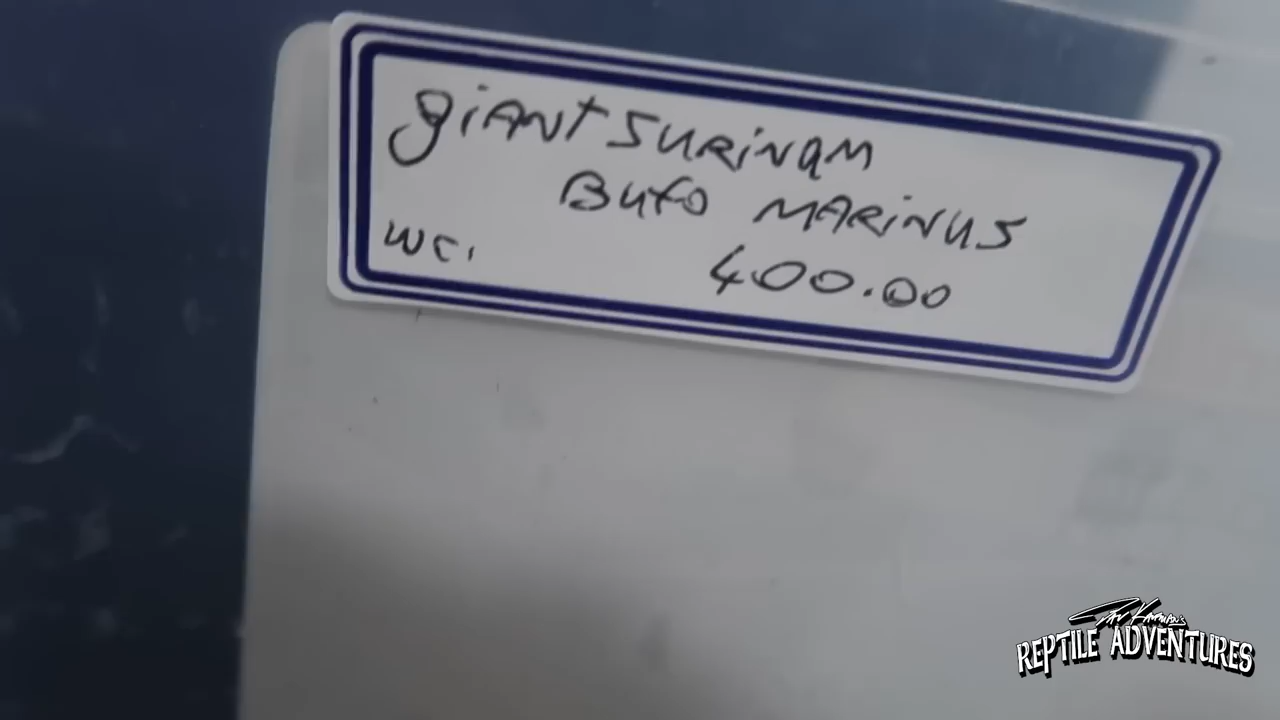 giANT SURiNAM
BUFO MARiNUS
WC. 400.00
REPTILE ADVENTURES